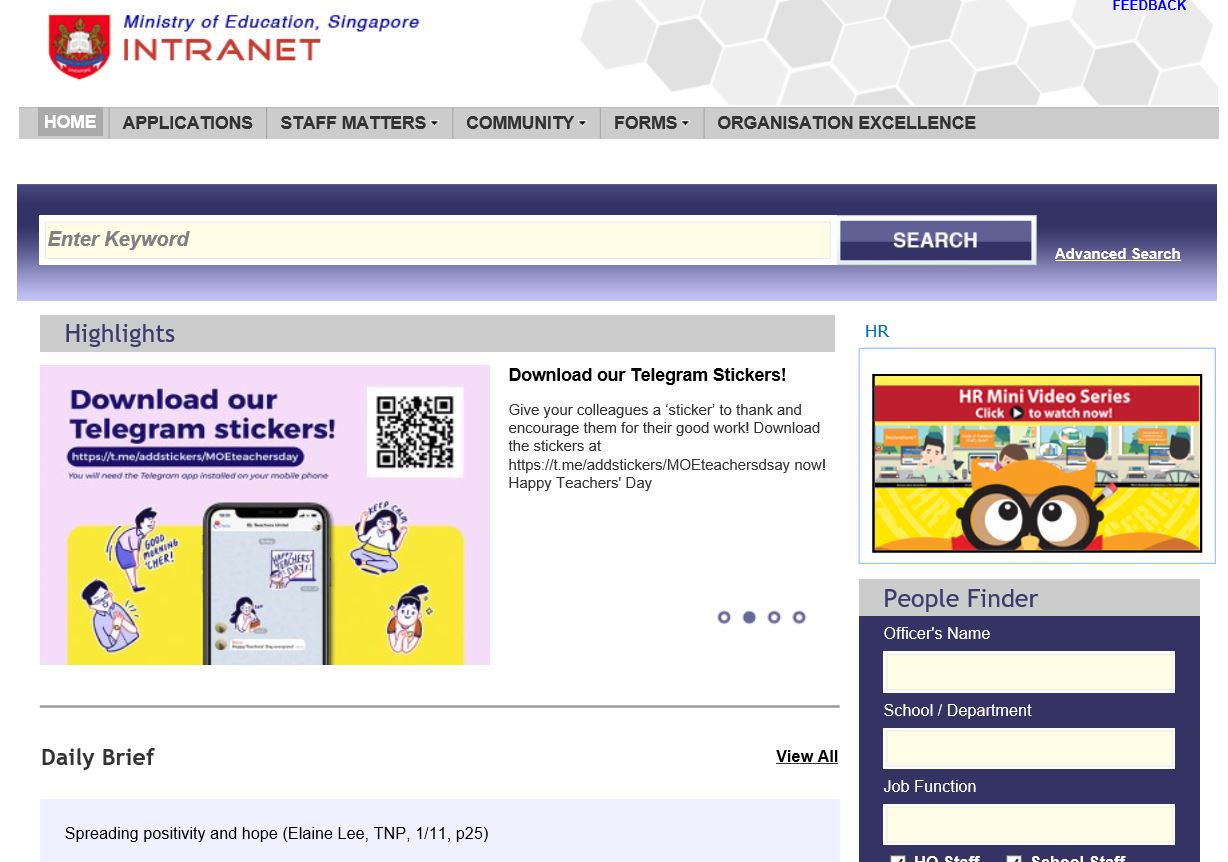 FEEDBACK
Ministry of Education, Singapore
INTRANET
HOME
APPLICATIONS
STAFF MATTERS
COMMUNITY
FORMS
ORGANISATION EXCELLENCE
Enter Keyword
SEARCH
Advanced Search
Highlights
Download our
Telegram stickers!
https://t.me/addstickers/MOEteachersday
You will need the Telegram app installed on your mobile phone
GOOD
MORNING
'CHER!
KEEP CALM
HAPPY
TEACHERS'
DAY!
Happy Teachers' Day everyone!
Download our Telegram Stickers!
Give your colleagues a ‘sticker’ to thank and
encourage them for their good work! Download
the stickers at
https://t.me/addstickers/MOEteachersdsay now!
Happy Teachers' Day
HR
HR Mini Video Series
Click to watch now!
People Finder
Officer's Name
School / Department
Job Function
HQ Staff
School Staff
Daily Brief
View All
Spreading positivity and hope (Elaine Lee, TNP, 1/11, p25)